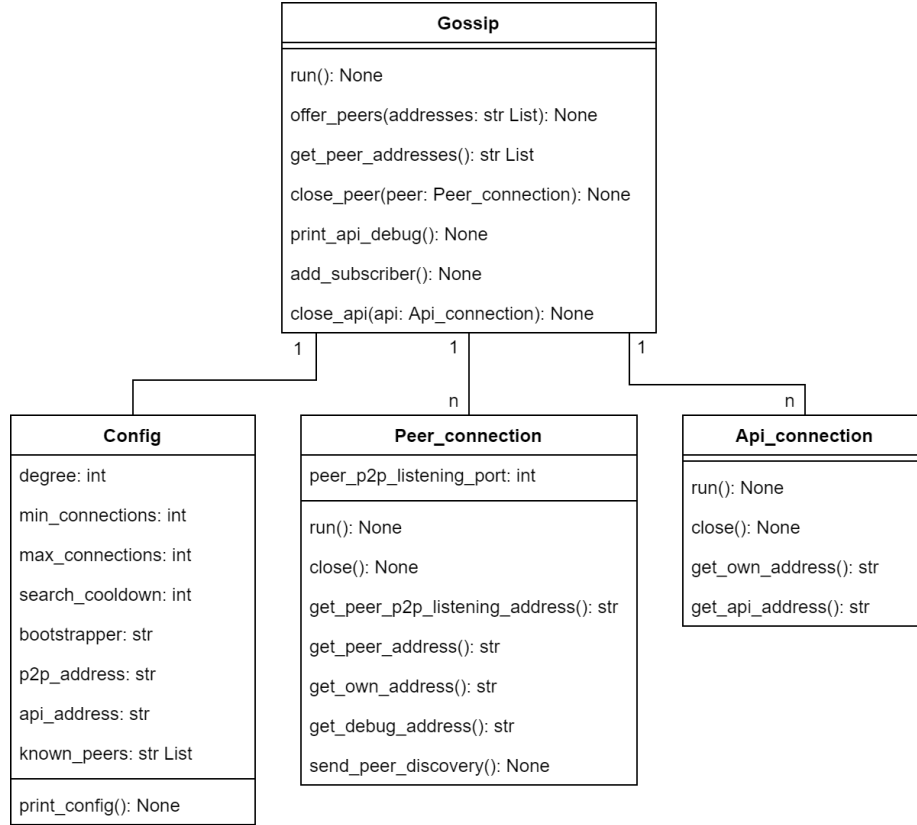 Gossip
run(): None
offer_peers(addresses: str List): None
get_peer_addresses(): str List
close_peer(peer: Peer_connection): None
print_api_debug(): None
add_subscriber(): None
close_api(api: Api_connection): None
1
1
1
n
n
Config
degree: int
min_connections: int
max_connections: int
search_cooldown: int
bootstrapper: str
p2p_address: str
api_address: str
known_peers: str List
print_config(): None
Peer_connection
peer_p2p_listening_port: int
run(): None
close(): None
get_peer_p2p_listening_address(): str
get_peer_address(): str
get_own_address(): str
get_debug_address(): str
send_peer_discovery(): None
Api_connection
run(): None
close(): None
get_own_address(): str
get_api_address(): str